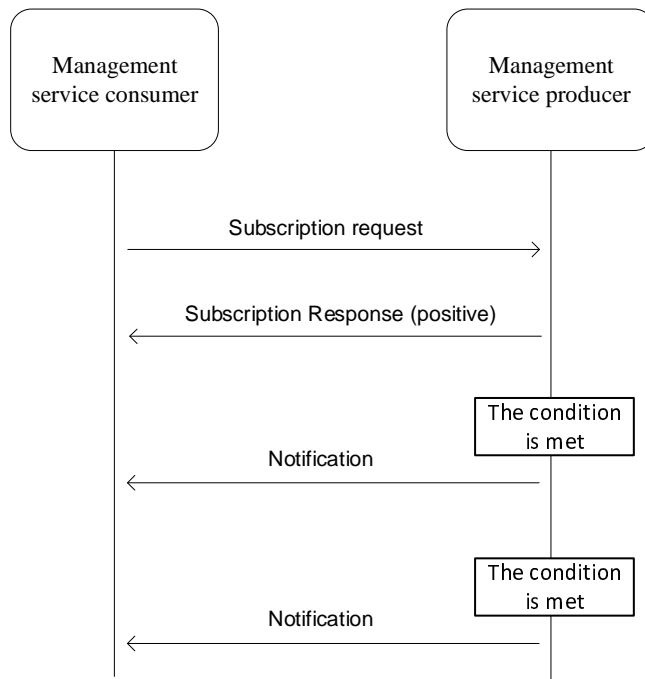 Management
service consumer
Management
service producer
Subscription request
Subscription Response (positive)
The condition
is met
Notification
The condition
is met
Notification